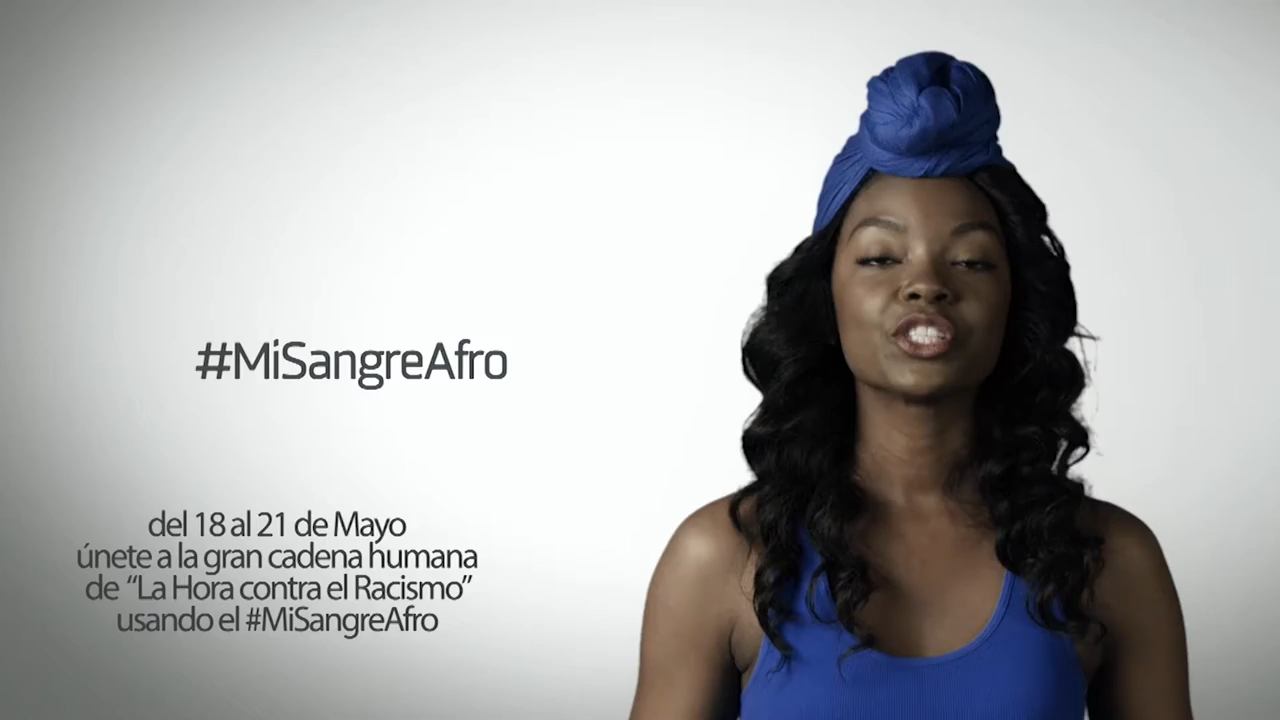 #MiSangreAfro
del 18 al 21 de Mayo
únete a la gran cadena humana
de “La Hora contra el Racismo”
usando el #MiSangreAfro